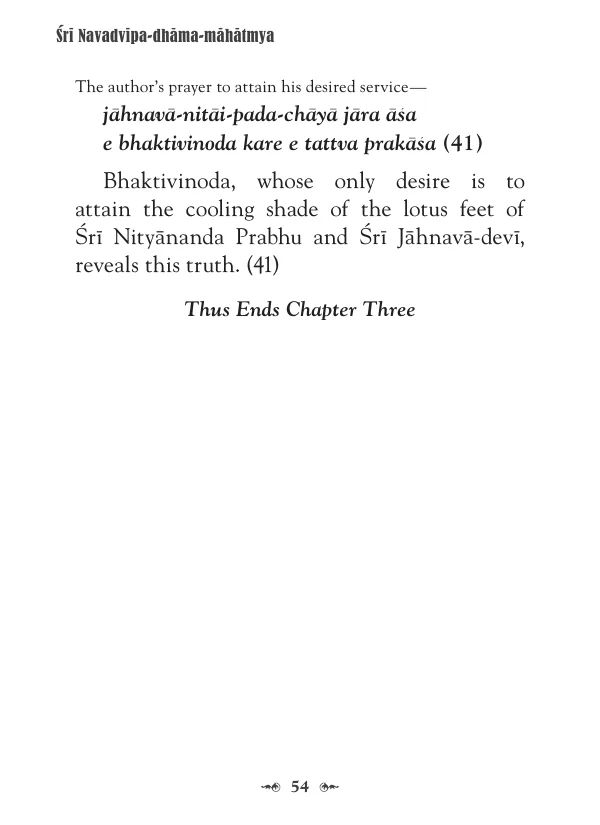 Śrī Navadvīpa-dhāma-māhātmya
The author's prayer to attain his desired service—
jāhnavā-nitāi-pada-chāyā jāra āśa
e bhaktivinoda kare e tattva prakāśa (41)
Bhaktivinoda, whose only desire is to
attain the cooling shade of the lotus feet of
Śrī Nityānanda Prabhu and Śrī Jāhnavā-devī,
reveals this truth. (41)
Thus Ends Chapter Three
54